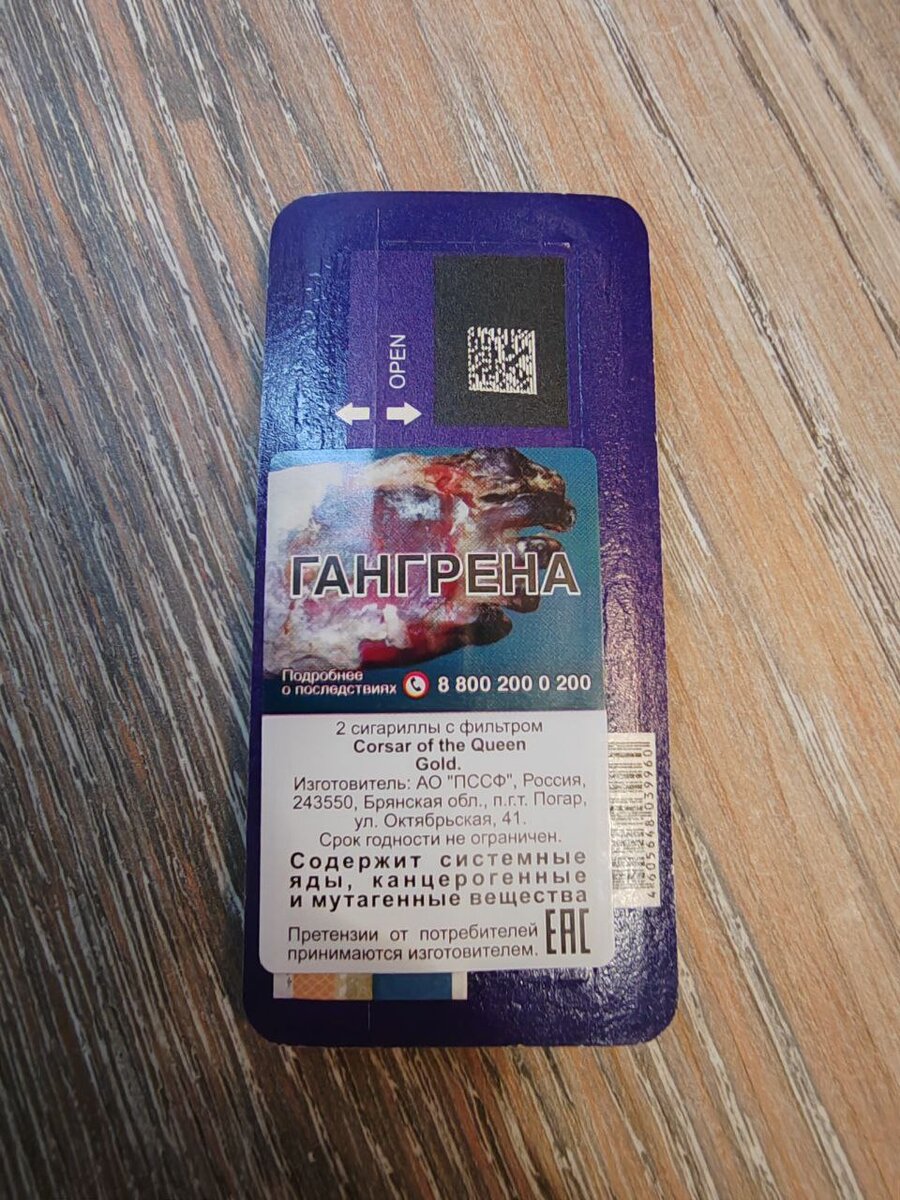 OPEN
ГАНГРЕНА
Подробнее
о последствиях 8 800 200 0 200
2 сигариллы с фильтром
Corsar of the Queen
Gold.
Изготовитель: АО "ПССФ", Россия,
243550, Брянская обл., п.г.т. Погар,
ул. Октябрьская, 41.
Срок годности не ограничен.
Содержит системные
яды, канцерогенные
и мутагенные вещества
Претензии от потребителей
принимаются изготовителем.
EAC
4605648039960